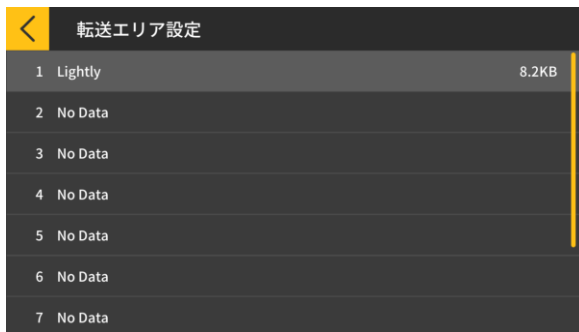 転送エリア設定
1 Lightly 8.2KB
2 No Data
3 No Data
4 No Data
5 No Data
6 No Data
7 No Data